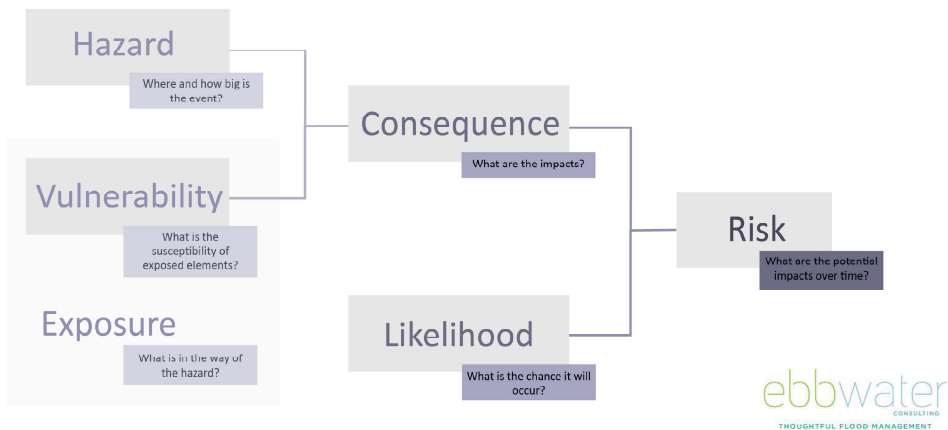 Hazard
Where and how big is
the event?
Vulnerability
What is the
susceptibility of
exposed elements?
Exposure
What is in the way of
the hazard?
Consequence
What are the impacts?
Likelihood
What is the chance it will
occur?
Risk
What are the potential
impacts over time?
ebbwater
CONSULTING
THOUGHTFUL FLOOD MANAGEMENT